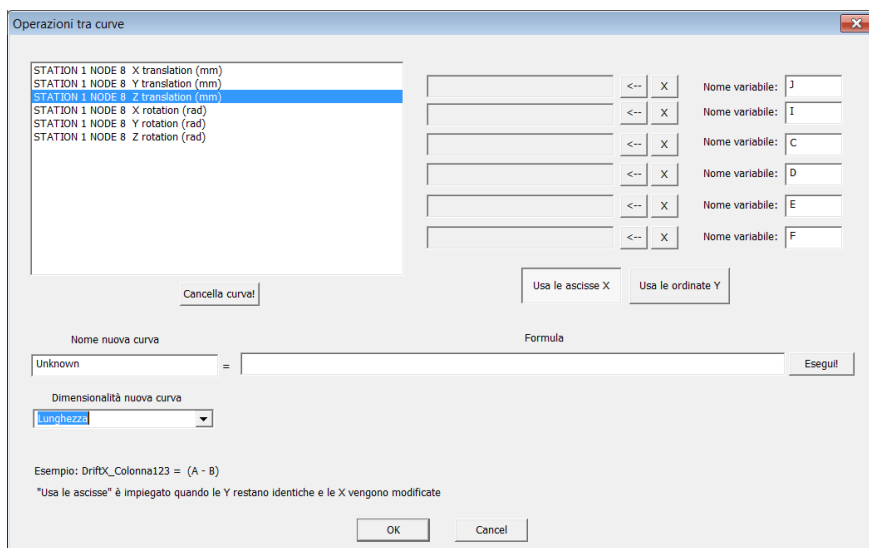 Operazioni tra curve
STATION 1 NODE 8  X translation (mm)
STATION 1 NODE 8  Y translation (mm)
STATION 1 NODE 8  Z translation (mm)
STATION 1 NODE 8  X rotation (rad)
STATION 1 NODE 8  Y rotation (rad)
STATION 1 NODE 8  Z rotation (rad)
<-- X Nome variabile: J
<-- X Nome variabile: I
<-- X Nome variabile: C
<-- X Nome variabile: D
<-- X Nome variabile: E
<-- X Nome variabile: F
Cancella curva!
Usa le ascisse X Usa le ordinate Y
Nome nuova curva Formula
Unknown = Esegui!
Dimensionalità nuova curva
Lunghezza
Esempio: DriftX_Colonna123 =  (A - B)
"Usa le ascisse" è impiegato quando le Y restano identiche e le X vengono modificate
OK Cancel